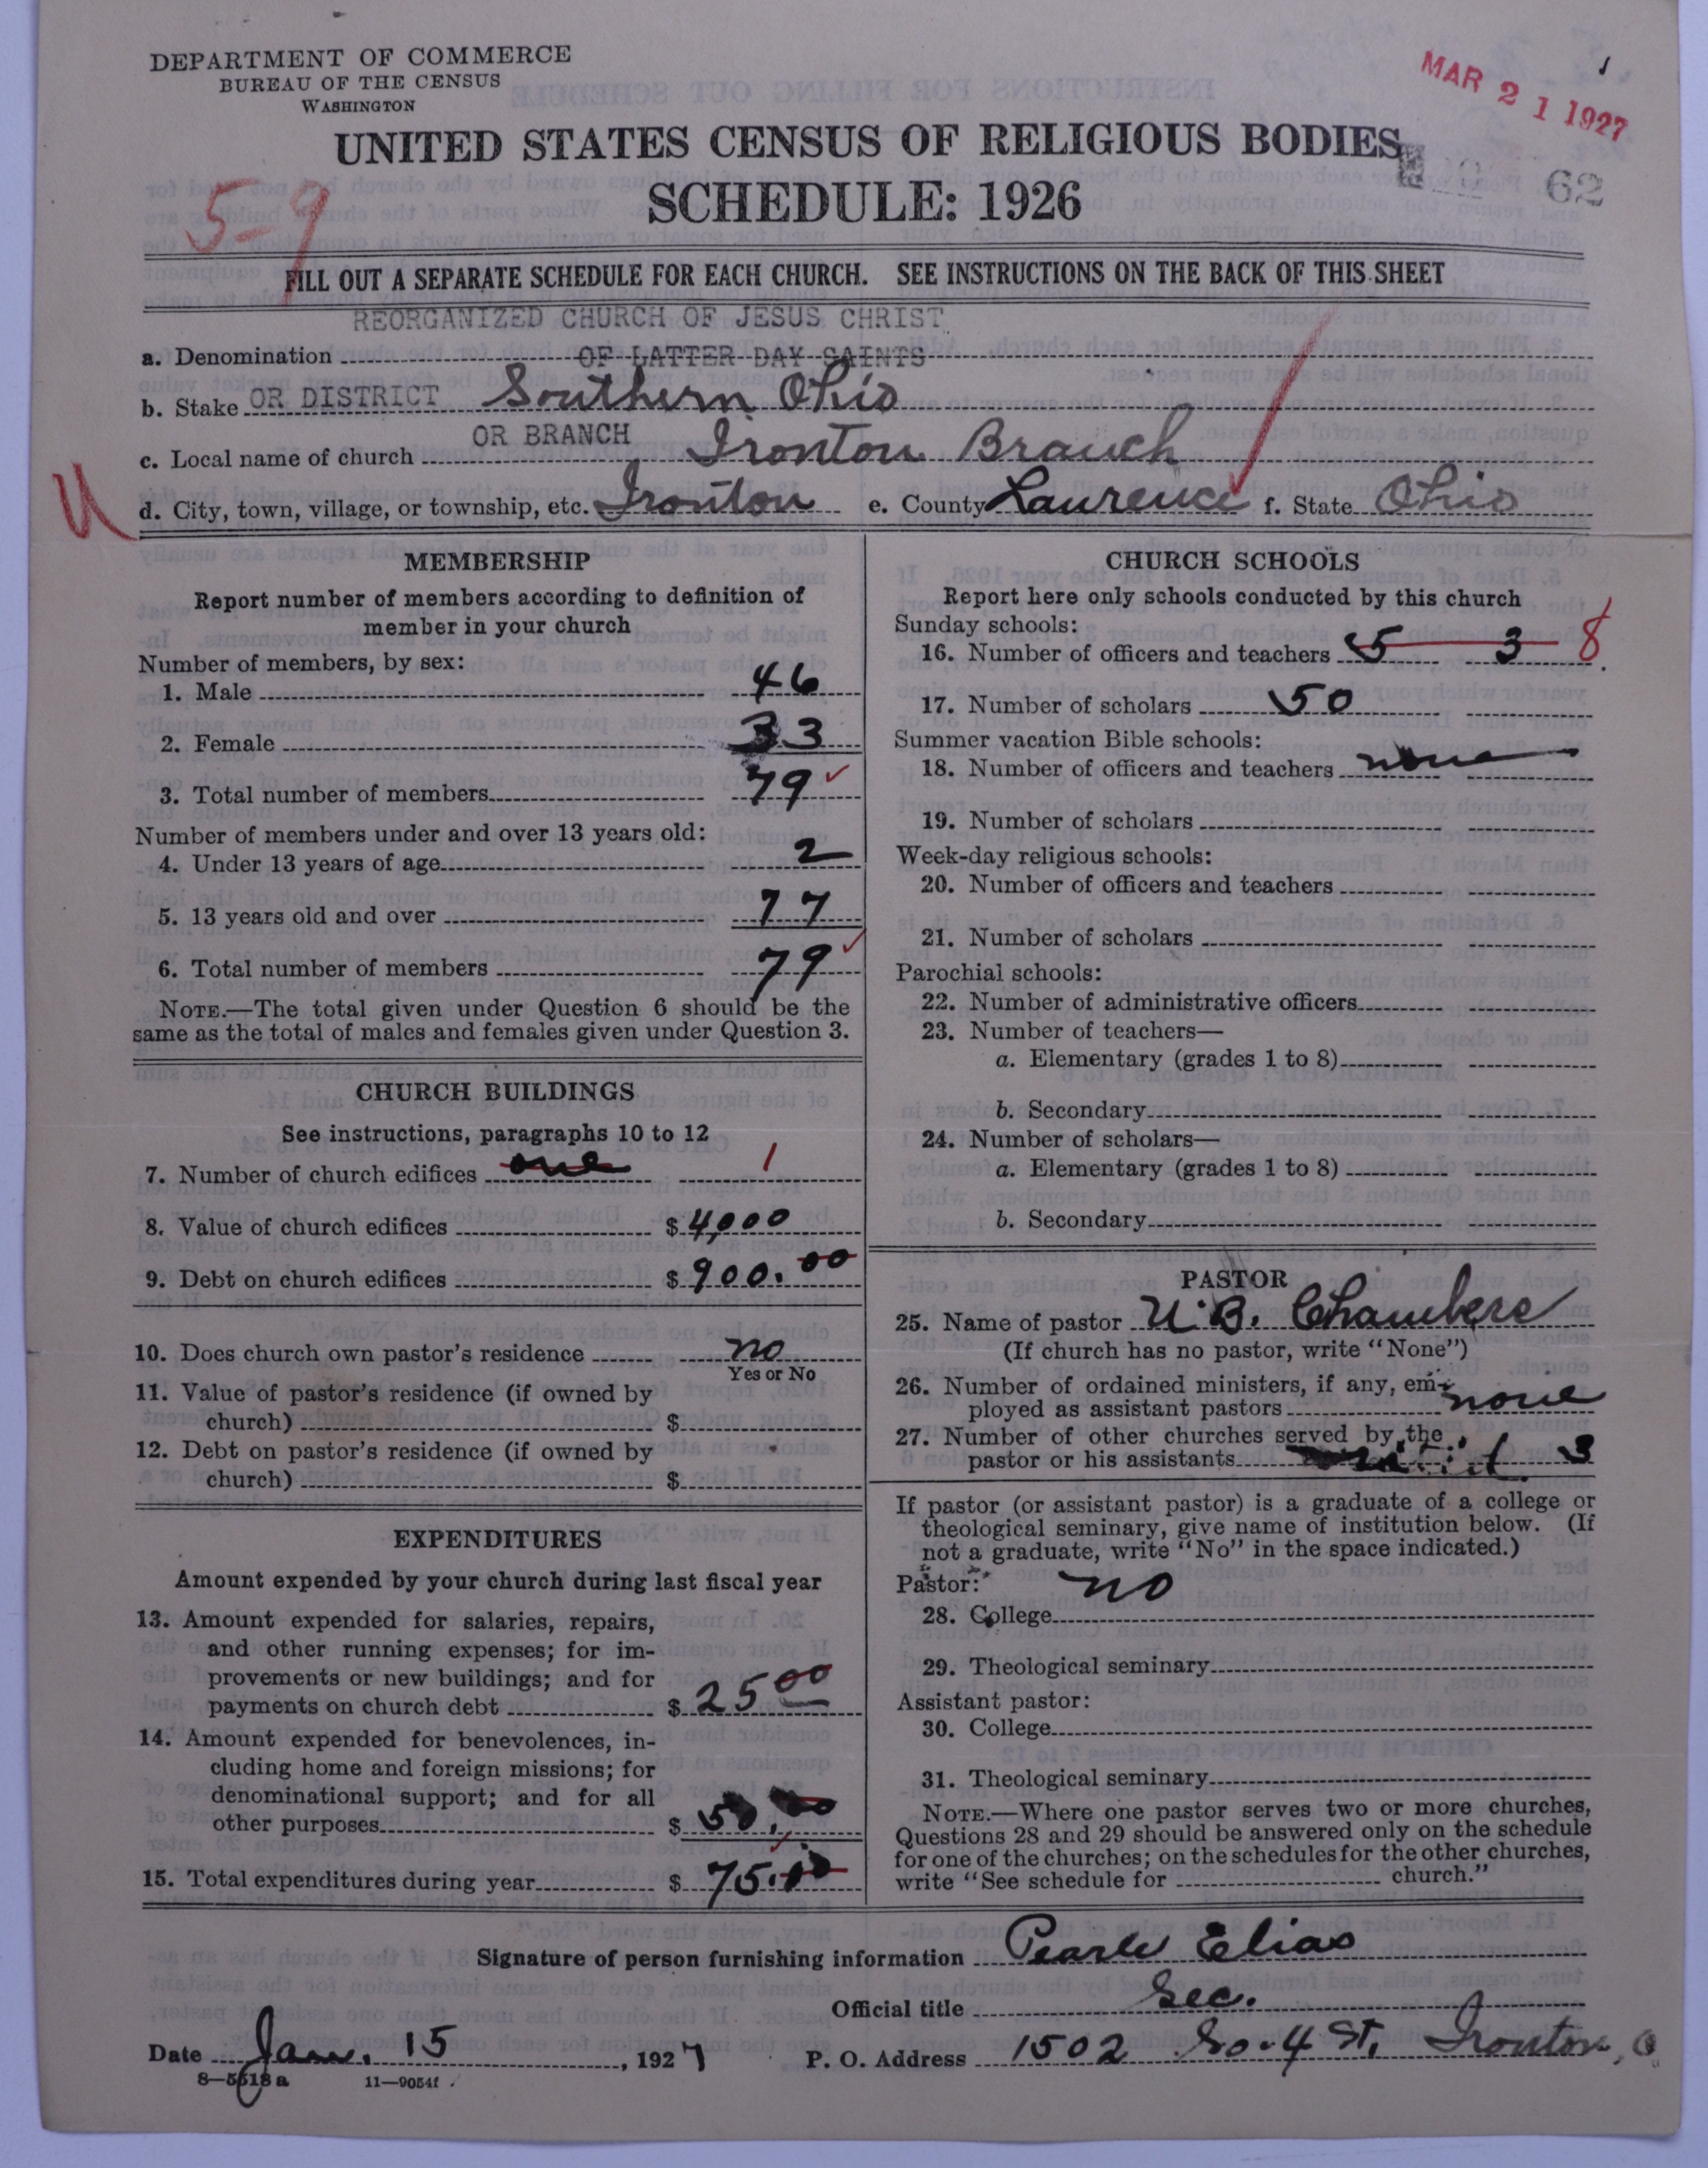 DEPARTMENT OF COMMERCE
BUREAU OF THE CENSUS
WASHINGTON
MAR 21 1927
UNITED STATES CENSUS OF RELIGIOUS BODIES
SCHEDULE: 1926
62
5-9
FILL OUT A SEPARATE SCHEDULE FOR EACH CHURCH. SEE INSTRUCTIONS ON THE BACK OF THIS SHEET
REORGANIZED CHURCH OF JESUS CHRIST
a. Denomination OF LATTER DAY SAINTS
b. Stake OR DISTRICT Southern Ohio
OR BRANCH
c. Local name of church Ironton Branch
U
d. City, town, village, or township, etc. Ironton e. County Lawrence f. State Ohio
MEMBERSHIP
Report number of members according to definition of
member in your church
Number of members, by sex:
1. Male 46
2. Female 33
3. Total number of members 79
Number of members under and over 13 years old:
4. Under 13 years of age 2
5. 13 years old and over 77
6. Total number of members 79
NOTE.—The total given under Question 6 should be the
same as the total of males and females given under Question 3.
CHURCH BUILDINGS
See instructions, paragraphs 10 to 12
7. Number of church edifices one 1
8. Value of church edifices $ 4,000
9. Debt on church edifices $ 900.00
10. Does church own pastor's residence no
Yes or No
11. Value of pastor's residence (if owned by
church) $
12. Debt on pastor's residence (if owned by
church) $
EXPENDITURES
Amount expended by your church during last fiscal year
13. Amount expended for salaries, repairs,
and other running expenses; for im-
provements or new buildings; and for
payments on church debt $ 25 00
14. Amount expended for benevolences, in-
cluding home and foreign missions; for
denominational support; and for all
other purposes $ 50.
15. Total expenditures during year $ 75.
CHURCH SCHOOLS
Report here only schools conducted by this church
Sunday schools:
16. Number of officers and teachers 5 3 8
17. Number of scholars 50
Summer vacation Bible schools:
18. Number of officers and teachers none
19. Number of scholars
Week-day religious schools:
20. Number of officers and teachers
21. Number of scholars
Parochial schools:
22. Number of administrative officers
23. Number of teachers—
a. Elementary (grades 1 to 8)
b. Secondary
24. Number of scholars—
a. Elementary (grades 1 to 8)
b. Secondary
PASTOR
25. Name of pastor U.B. Chambers
(If church has no pastor, write "None")
26. Number of ordained ministers, if any, em-
ployed as assistant pastors none
27. Number of other churches served by the
pastor or his assistants 3
If pastor (or assistant pastor) is a graduate of a college or
theological seminary, give name of institution below. (If
not a graduate, write "No" in the space indicated.)
Pastor: no
28. College
29. Theological seminary
Assistant pastor:
30. College
31. Theological seminary
NOTE.—Where one pastor serves two or more churches,
Questions 28 and 29 should be answered only on the schedule
for one of the churches; on the schedules for the other churches,
write "See schedule for church."
Signature of person furnishing information Pearle Elias
Official title Sec.
Date Jan. 15, 1927 P. O. Address 1502 So. 4 St. Ironton, O
8—5518a 11—9054f